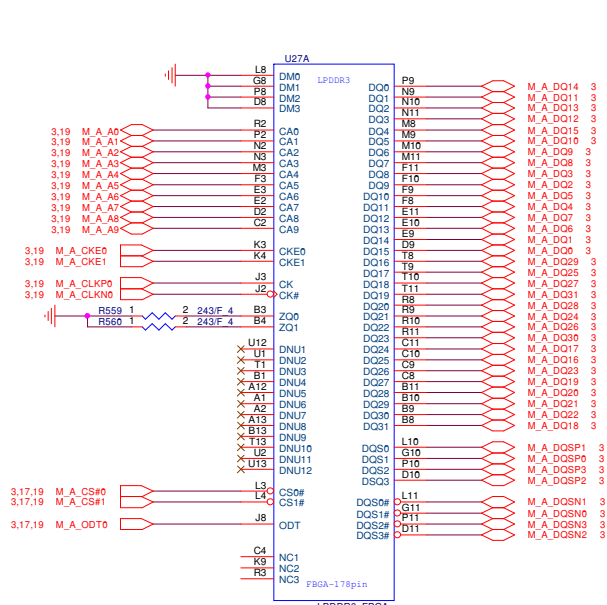 U27A
LPDDR3
L8 DM0
G8 DM1
P8 DM2
D8 DM3
3,19 M_A_A0 R2 CA0
3,19 M_A_A1 P2 CA1
3,19 M_A_A2 N2 CA2
3,19 M_A_A3 N3 CA3
3,19 M_A_A4 M3 CA4
3,19 M_A_A5 F3 CA5
3,19 M_A_A6 E3 CA6
3,19 M_A_A7 E2 CA7
3,19 M_A_A8 D2 CA8
3,19 M_A_A9 C2 CA9
3,19 M_A_CKE0 K3 CKE0
3,19 M_A_CKE1 K4 CKE1
3,19 M_A_CLKP0 J3 CK
3,19 M_A_CLKN0 J2 CK#
R559 1 2 243/F_4 B3 ZQ0
R560 1 2 243/F_4 B4 ZQ1
U12 DNU1
U1 DNU2
T1 DNU3
B1 DNU4
A12 DNU5
A1 DNU6
A2 DNU7
A13 DNU8
B13 DNU9
T13 DNU10
U2 DNU11
U13 DNU12
3,17,19 M_A_CS#0 L3 CS0#
3,17,19 M_A_CS#1 L4 CS1#
3,17,19 M_A_ODT0 J8 ODT
C4 NC1
K9 NC2
R3 NC3
DQ0 P9 M_A_DQ14 3
DQ1 N9 M_A_DQ11 3
DQ2 N10 M_A_DQ13 3
DQ3 N11 M_A_DQ12 3
DQ4 M8 M_A_DQ15 3
DQ5 M9 M_A_DQ10 3
DQ6 M10 M_A_DQ9 3
DQ7 M11 M_A_DQ8 3
DQ8 F11 M_A_DQ3 3
DQ9 F10 M_A_DQ2 3
DQ10 F9 M_A_DQ5 3
DQ11 F8 M_A_DQ4 3
DQ12 E11 M_A_DQ7 3
DQ13 E10 M_A_DQ6 3
DQ14 E9 M_A_DQ1 3
DQ15 D9 M_A_DQ0 3
DQ16 T8 M_A_DQ29 3
DQ17 T9 M_A_DQ25 3
DQ18 T10 M_A_DQ27 3
DQ19 T11 M_A_DQ31 3
DQ20 R8 M_A_DQ28 3
DQ21 R9 M_A_DQ24 3
DQ22 R10 M_A_DQ26 3
DQ23 R11 M_A_DQ30 3
DQ24 C11 M_A_DQ17 3
DQ25 C10 M_A_DQ16 3
DQ26 C9 M_A_DQ23 3
DQ27 C8 M_A_DQ19 3
DQ28 B11 M_A_DQ20 3
DQ29 B10 M_A_DQ21 3
DQ30 B9 M_A_DQ22 3
DQ31 B8 M_A_DQ18 3
DQS0 L10 M_A_DQSP1 3
DQS1 G10 M_A_DQSP0 3
DQS2 P10 M_A_DQSP3 3
DSQ3 D10 M_A_DQSP2 3
DQS0# L11 M_A_DQSN1 3
DQS1# G11 M_A_DQSN0 3
DQS2# P11 M_A_DQSN3 3
DQS3# D11 M_A_DQSN2 3
FBGA-178pin